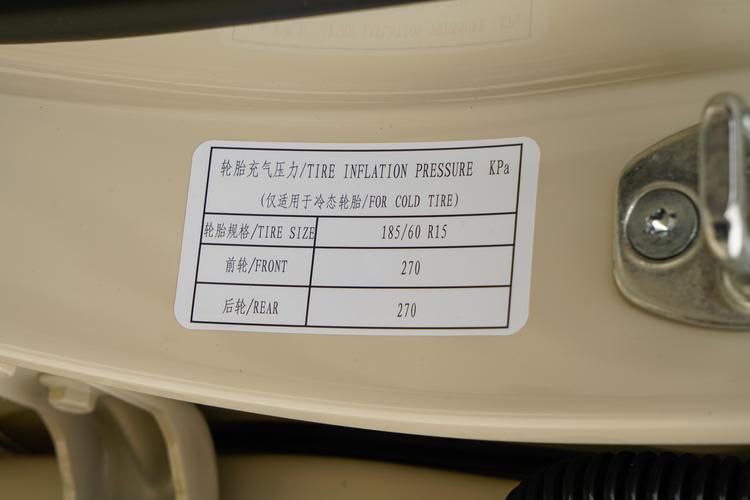 轮胎充气压力/TIRE INFLATION PRESSURE KPa
(仅适用于冷态轮胎/FOR COLD TIRE)
轮胎规格/TIRE SIZE 185/60 R15
前轮/FRONT 270
后轮/REAR 270